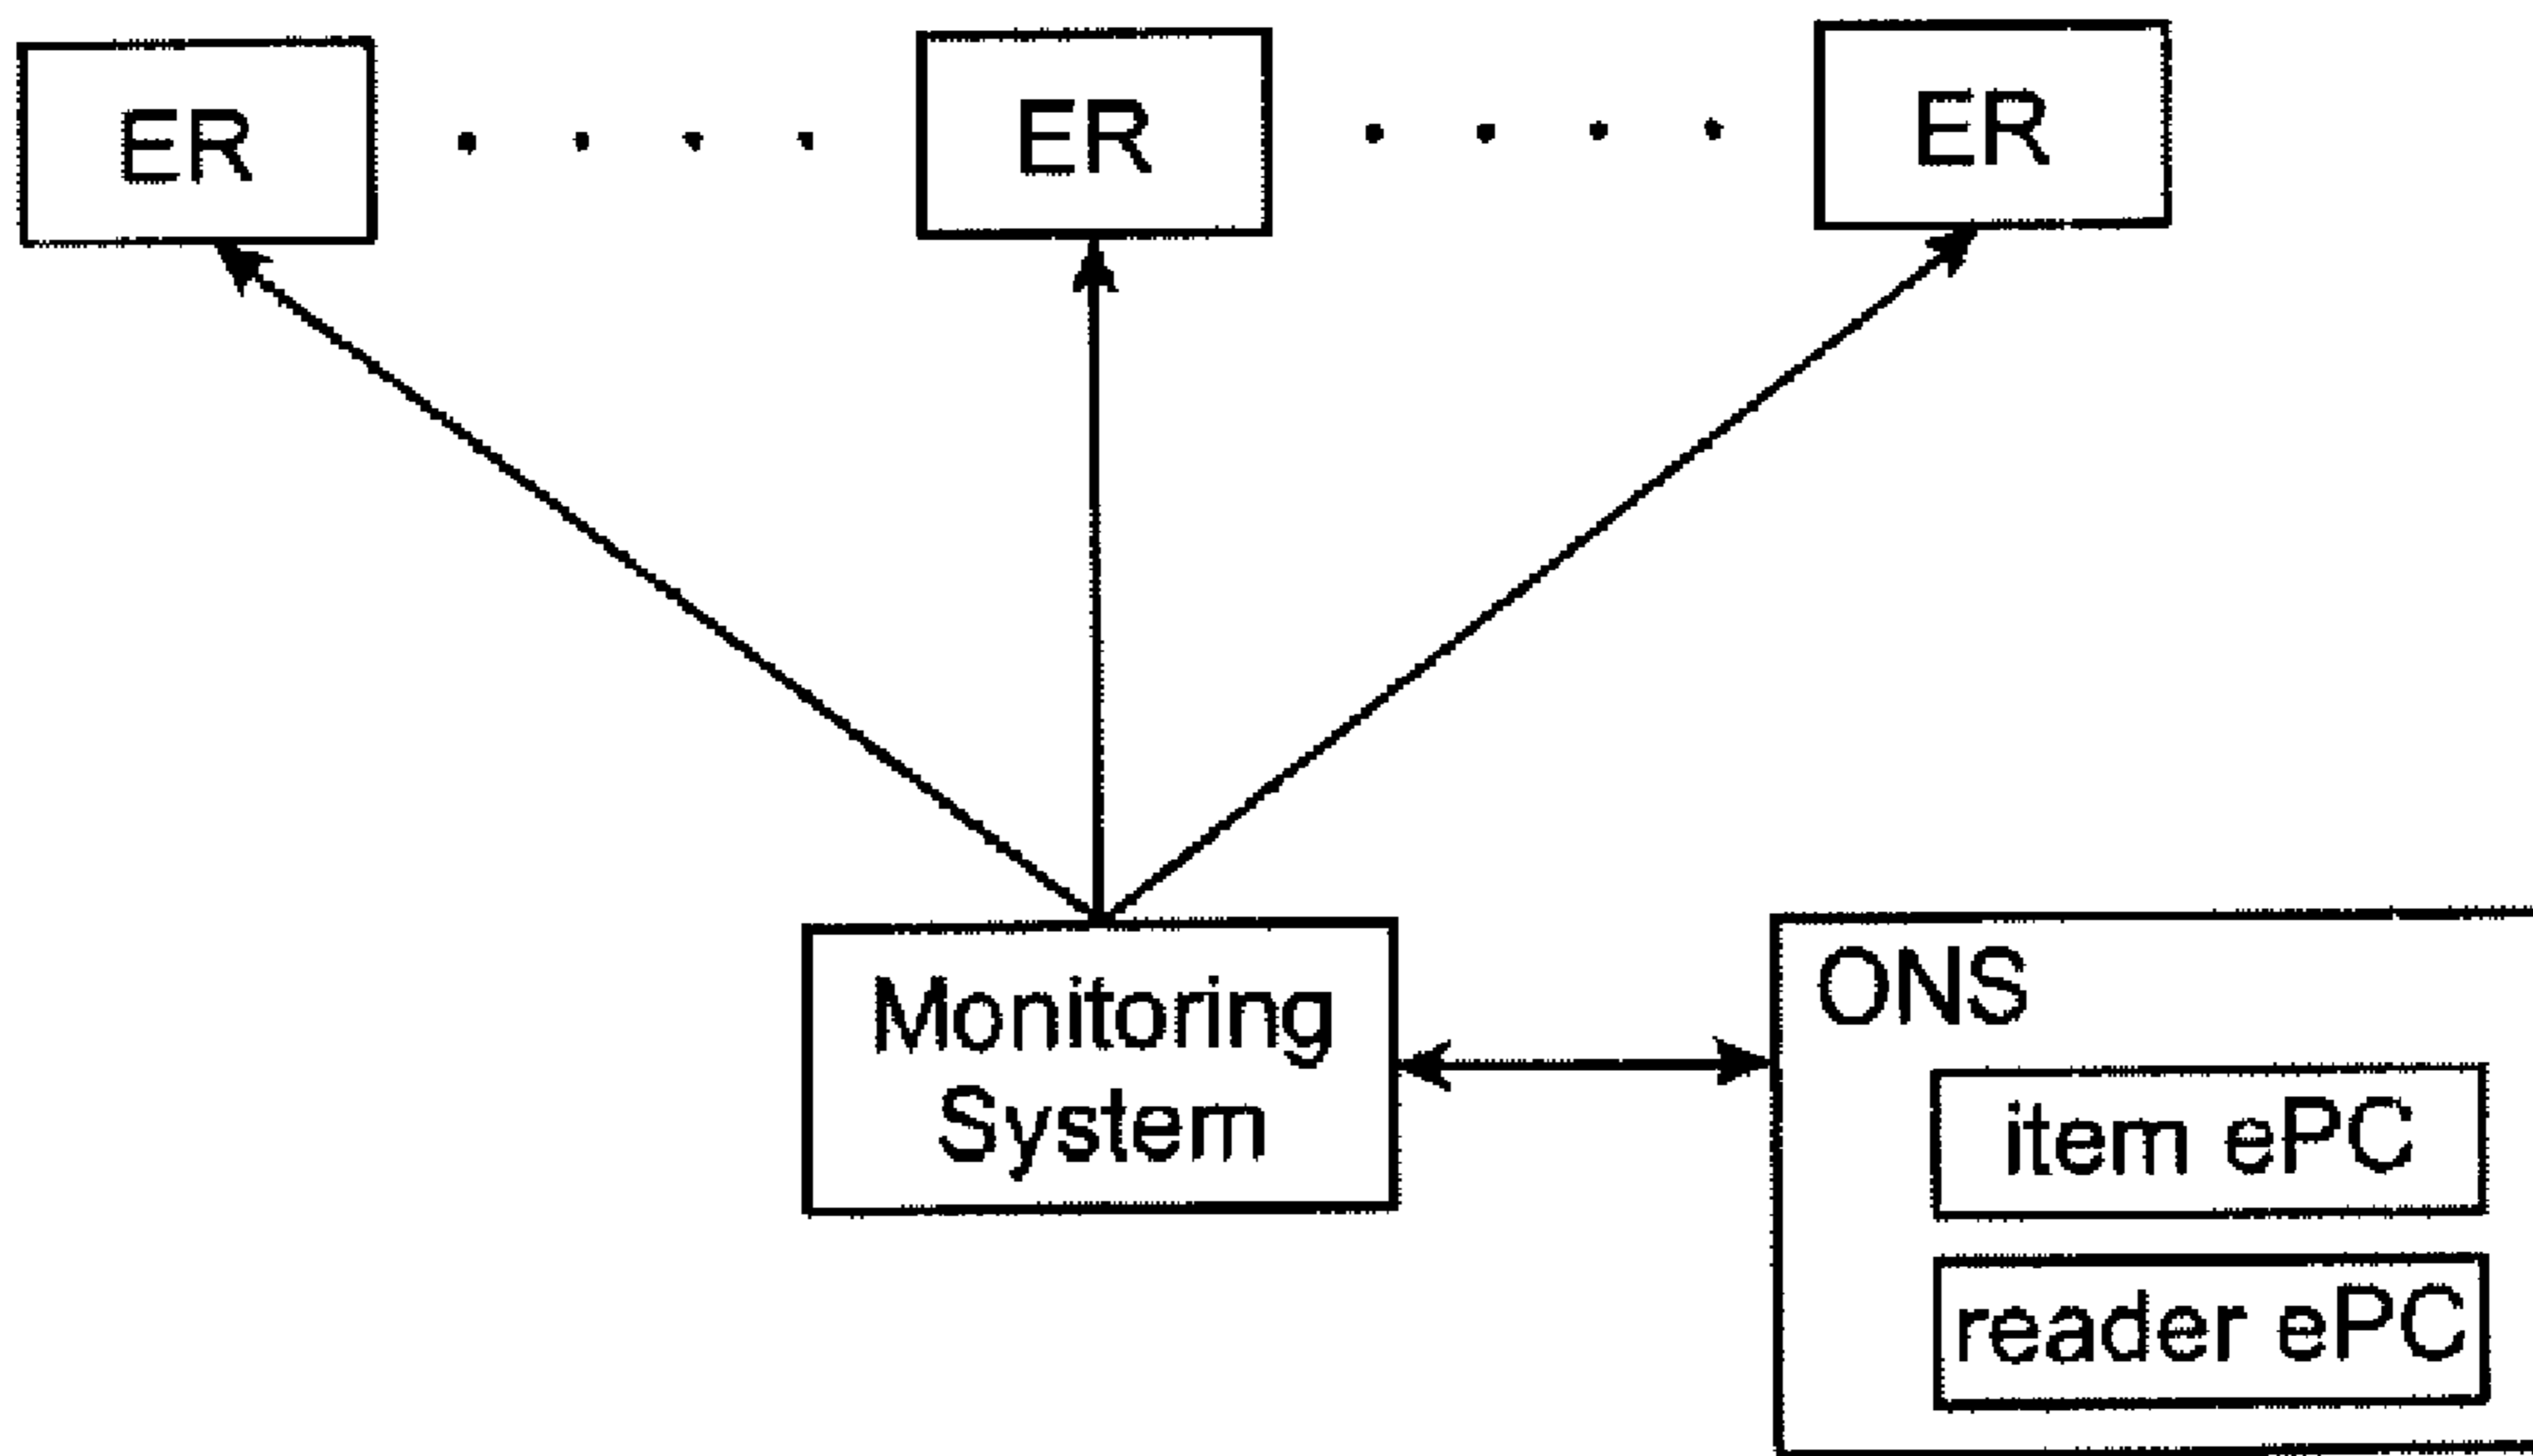 ER
ER
ER
Monitoring
System
ONS
item ePC
reader ePC